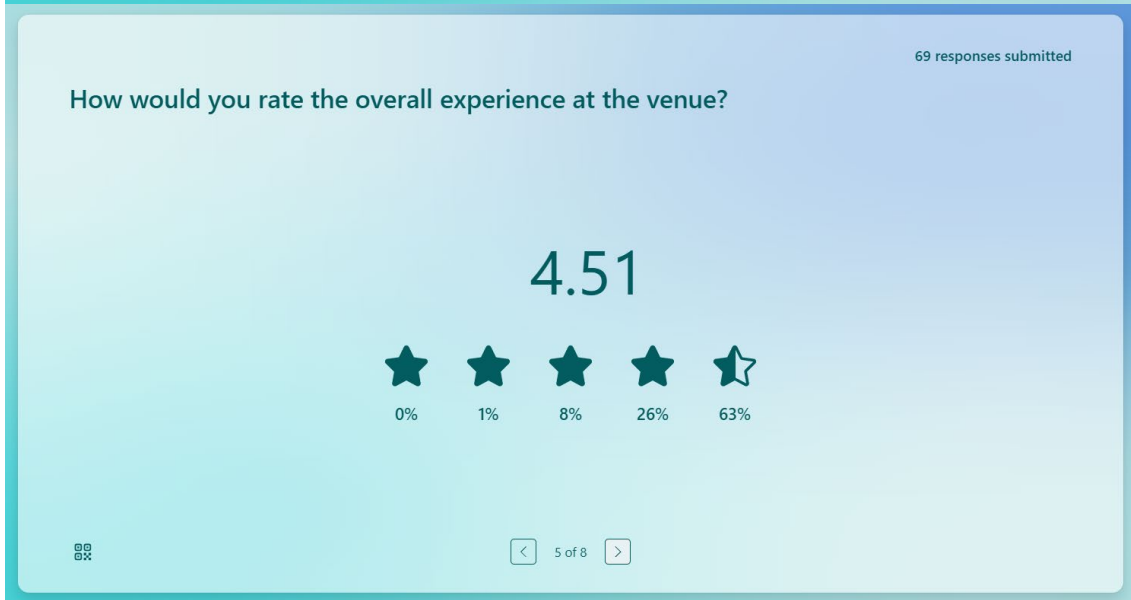 69 responses submitted
How would you rate the overall experience at the venue?
4.51
0% 1% 8% 26% 63%
5 of 8